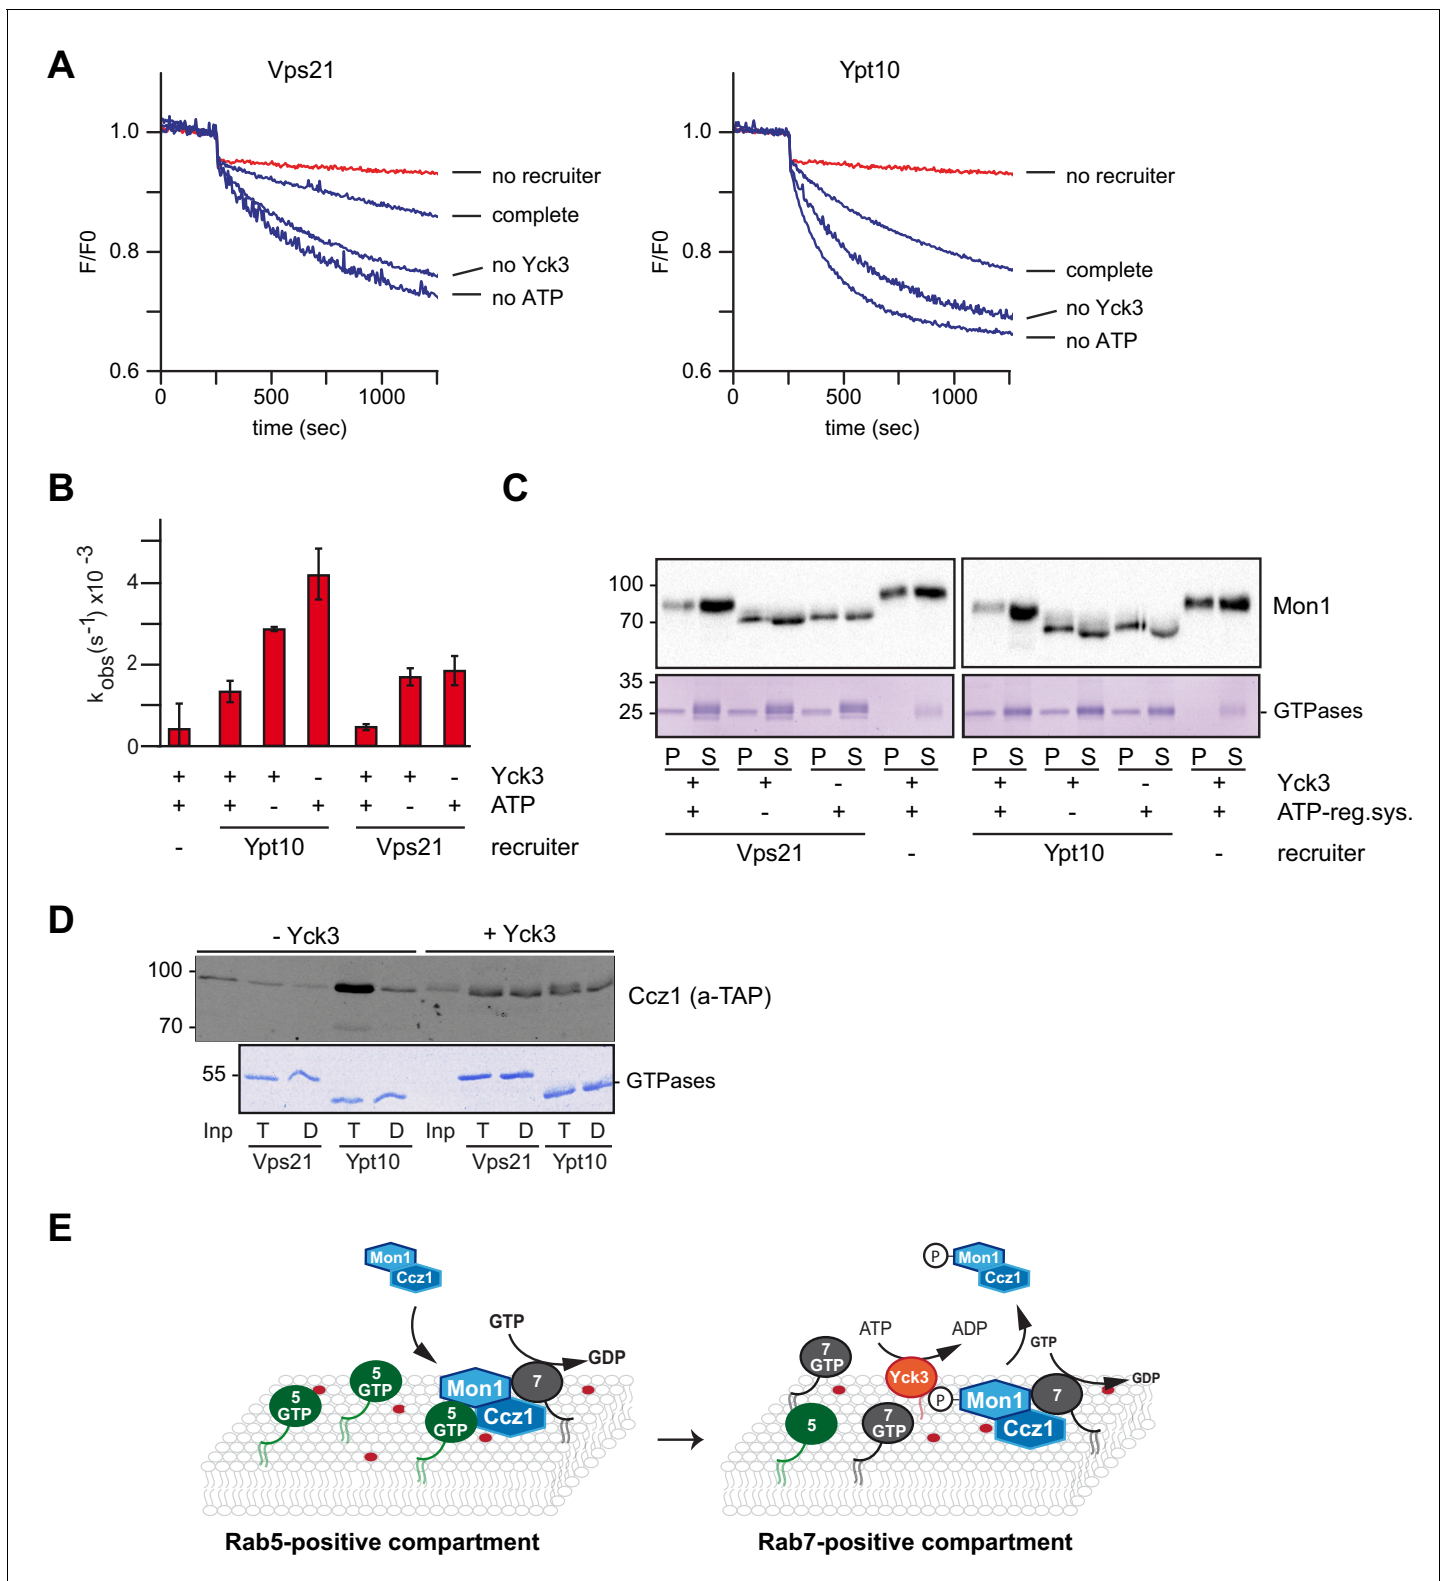 A
Vps21
Ypt10
1.0
0.8
0.6
F/F0
0
500
1000
time (sec)
no recruiter
complete
no Yck3
no ATP
1.0
0.8
0.6
F/F0
0
500
1000
time (sec)
no recruiter
complete
no Yck3
no ATP
B
kobs(s-1) x10-3
4
2
0
+ + + - + + - Yck3
+ + - + + - + ATP
- Ypt10 Vps21 recruiter
C
100
70
Mon1
35
25
GTPases
P S P S P S P S P S P S P S P S
+ + - + + + - + Yck3
+ - + + + - + + ATP-reg.sys.
Vps21 - Ypt10 - recruiter
D
- Yck3 + Yck3
100
70
Ccz1 (a-TAP)
55
GTPases
Inp T D T D Inp T D T D
Vps21 Ypt10 Vps21 Ypt10
E
Mon1
Ccz1
GTP
GDP
5
GTP
5
GTP
5
GTP
Mon1
Ccz1
7
Rab5-positive compartment
P
Mon1
Ccz1
ATP
ADP
GTP
GDP
7
GTP
Yck3
P
Mon1
Ccz1
7
5
7
GTP
Rab7-positive compartment